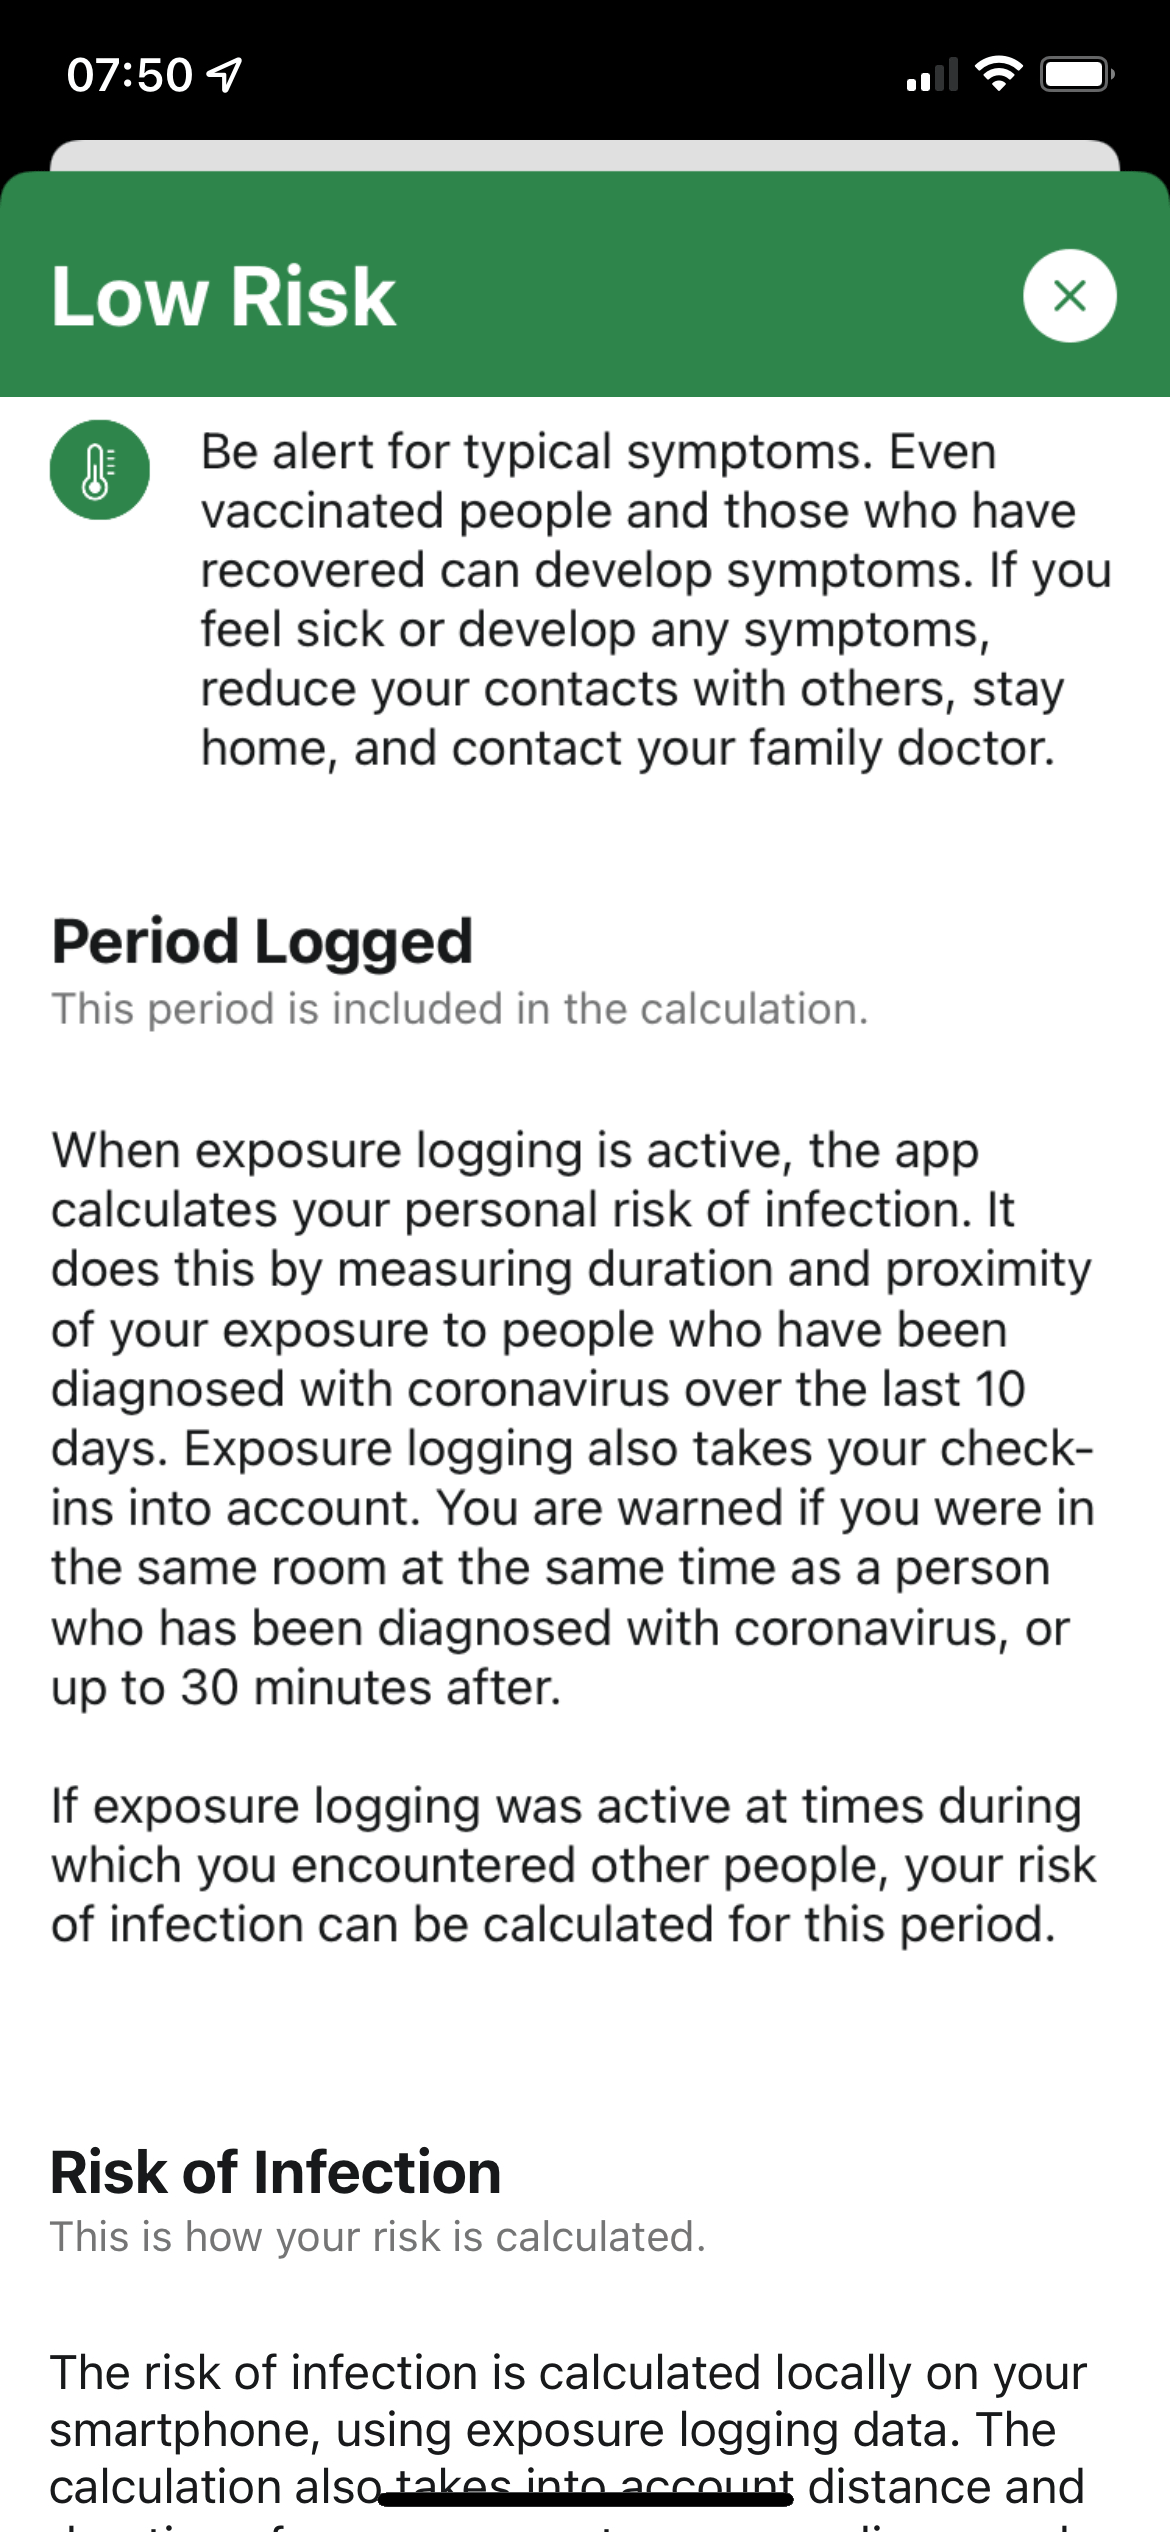 07:50
Low Risk
Be alert for typical symptoms. Even
vaccinated people and those who have
recovered can develop symptoms. If you
feel sick or develop any symptoms,
reduce your contacts with others, stay
home, and contact your family doctor.
Period Logged
This period is included in the calculation.
When exposure logging is active, the app
calculates your personal risk of infection. It
does this by measuring duration and proximity
of your exposure to people who have been
diagnosed with coronavirus over the last 10
days. Exposure logging also takes your check-
ins into account. You are warned if you were in
the same room at the same time as a person
who has been diagnosed with coronavirus, or
up to 30 minutes after.
If exposure logging was active at times during
which you encountered other people, your risk
of infection can be calculated for this period.
Risk of Infection
This is how your risk is calculated.
The risk of infection is calculated locally on your
smartphone, using exposure logging data. The
calculation also takes into account distance and